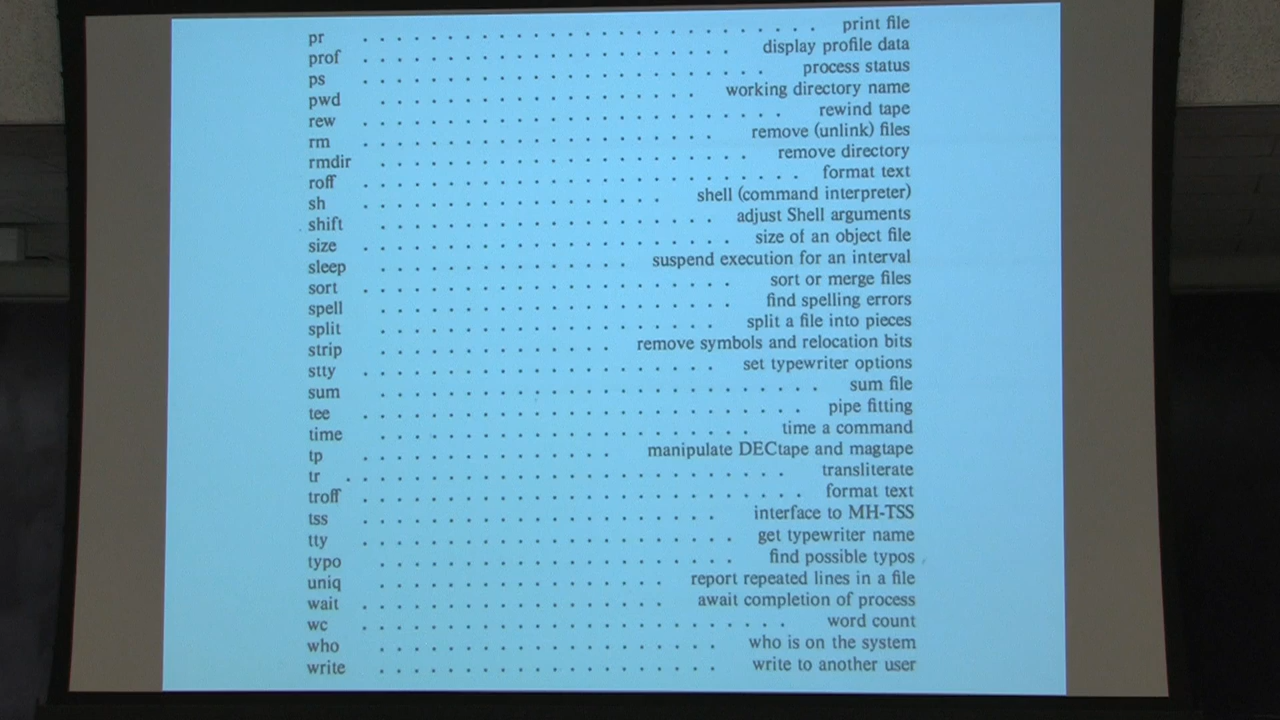 pr . . . . . . . . . . . . . . . . . . . . . . . . . . . . print file
prof . . . . . . . . . . . . . . . . . . . . . . . display profile data
ps . . . . . . . . . . . . . . . . . . . . . . . . . process status
pwd . . . . . . . . . . . . . . . . . . . . working directory name
rew . . . . . . . . . . . . . . . . . . . . . . . . . . rewind tape
rm . . . . . . . . . . . . . . . . . . . . . . remove (unlink) files
rmdir . . . . . . . . . . . . . . . . . . . . . . . remove directory
roff . . . . . . . . . . . . . . . . . . . . . . . . . . . format text
sh . . . . . . . . . . . . . . . . . . . shell (command interpreter)
shift . . . . . . . . . . . . . . . . . . . . . adjust Shell arguments
size . . . . . . . . . . . . . . . . . . . . . . . size of an object file
sleep . . . . . . . . . . . . . . . . suspend execution for an interval
sort . . . . . . . . . . . . . . . . . . . . . . . sort or merge files
spell . . . . . . . . . . . . . . . . . . . . . . find spelling errors
split . . . . . . . . . . . . . . . . . . . . . split a file into pieces
strip . . . . . . . . . . . . . . . remove symbols and relocation bits
stty . . . . . . . . . . . . . . . . . . . . . . set typewriter options
sum . . . . . . . . . . . . . . . . . . . . . . . . . . . . sum file
tee . . . . . . . . . . . . . . . . . . . . . . . . . . . pipe fitting
time . . . . . . . . . . . . . . . . . . . . . . . time a command
tp . . . . . . . . . . . . . . . . manipulate DECtape and magtape
tr . . . . . . . . . . . . . . . . . . . . . . . . . . . transliterate
troff . . . . . . . . . . . . . . . . . . . . . . . . . . . format text
tss . . . . . . . . . . . . . . . . . . . . . . interface to MH-TSS
tty . . . . . . . . . . . . . . . . . . . . . . . get typewriter name
typo . . . . . . . . . . . . . . . . . . . . . . find possible typos
uniq . . . . . . . . . . . . . . . . . . report repeated lines in a file
wait . . . . . . . . . . . . . . . . . . . await completion of process
wc . . . . . . . . . . . . . . . . . . . . . . . . . . word count
who . . . . . . . . . . . . . . . . . . . . . who is on the system
write . . . . . . . . . . . . . . . . . . . . . write to another user